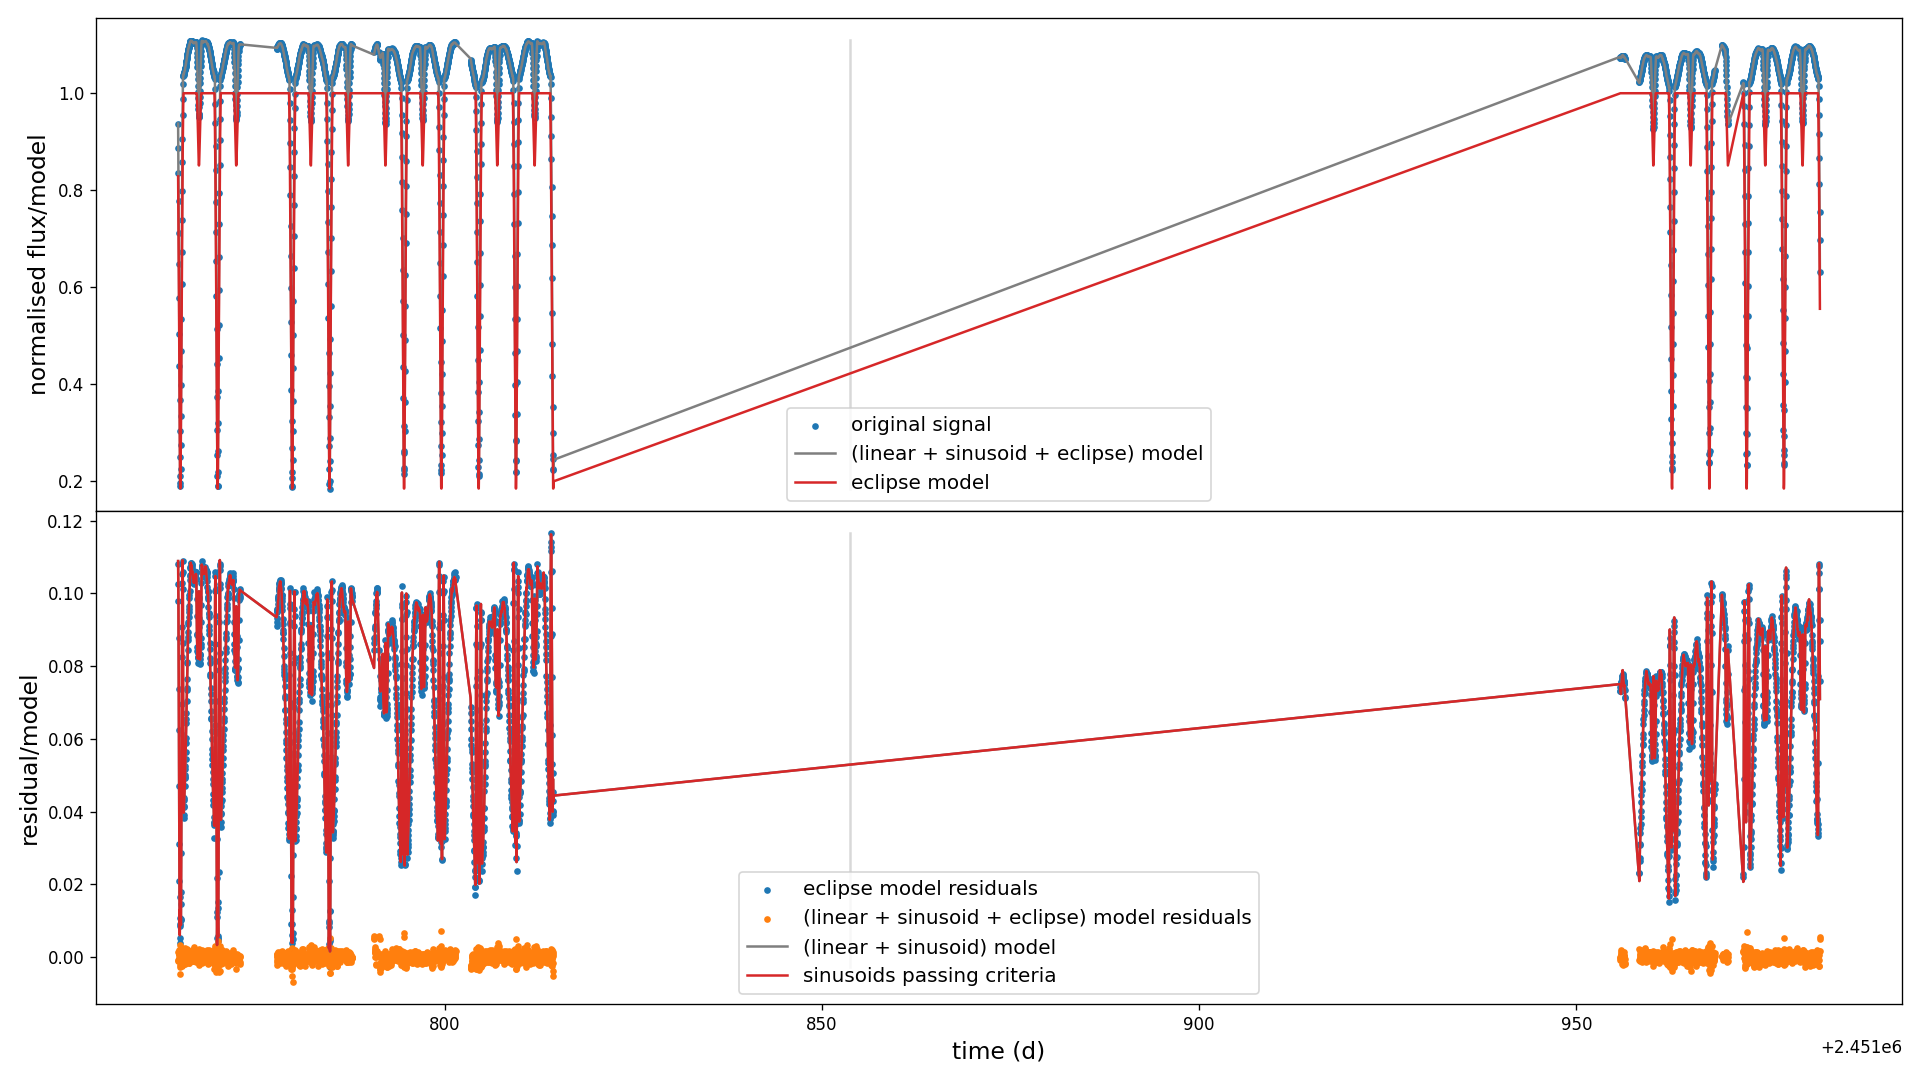 normalised flux/model
1.0
0.8
0.6
0.4
0.2
original signal
(linear + sinusoid + eclipse) model
eclipse model
residual/model
0.12
0.10
0.08
0.06
0.04
0.02
0.00
eclipse model residuals
(linear + sinusoid + eclipse) model residuals
(linear + sinusoid) model
sinusoids passing criteria
800
850
900
950
time (d)
+2.451e6